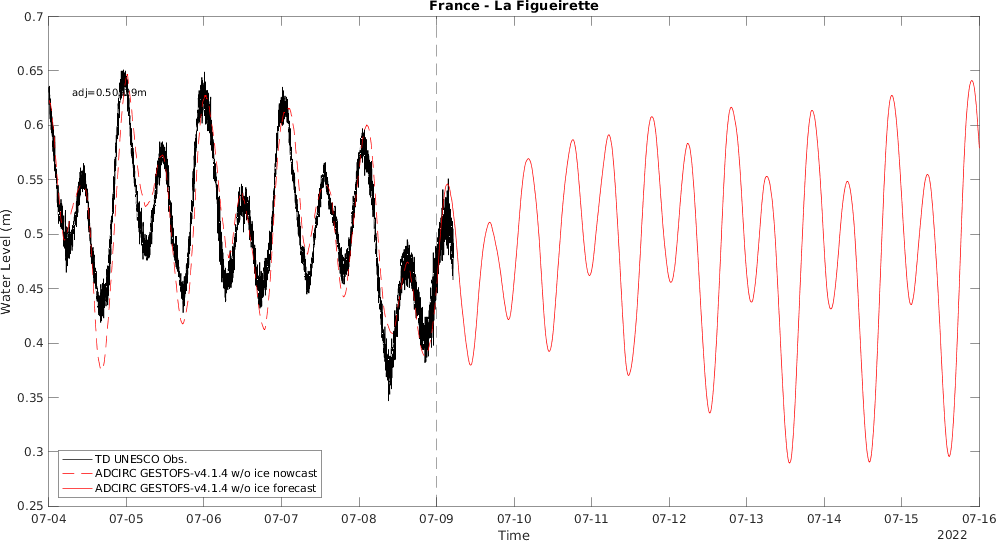 France - La Figueirette
0.7
0.65
0.6
0.55
0.5
0.45
0.4
0.35
0.3
0.25
Water Level (m)
TD UNESCO Obs.
ADCIRC GESTOFS-v4.1.4 w/o ice nowcast
ADCIRC GESTOFS-v4.1.4 w/o ice forecast
07-04 07-05 07-06 07-07 07-08 07-09 07-10 07-11 07-12 07-13 07-14 07-15 07-16
Time
2022